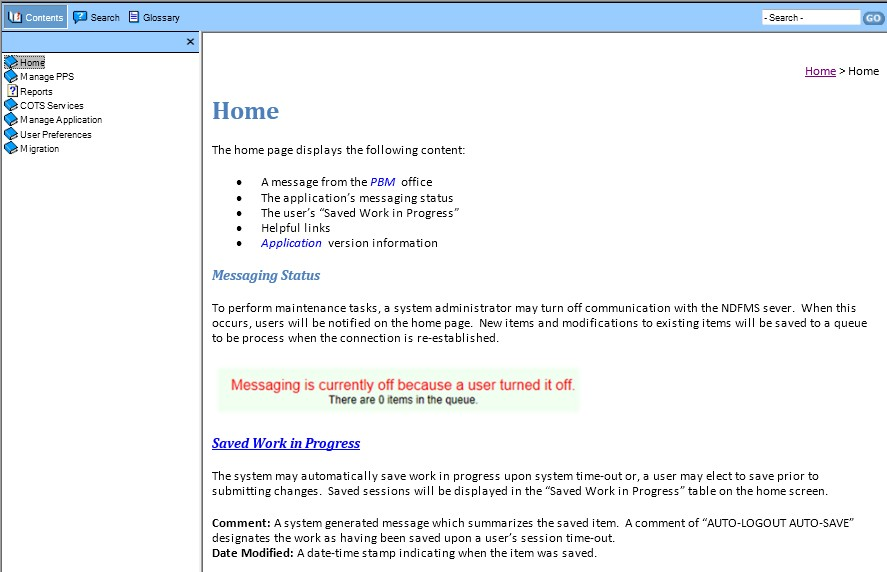 Contents Search Glossary - Search - GO
×
Home
Manage PPS
Reports
COTS Services
Manage Application
User Preferences
Migration
Home > Home
Home
The home page displays the following content:
• A message from the PBM office
• The application's messaging status
• The user's “Saved Work in Progress”
• Helpful links
• Application version information
Messaging Status
To perform maintenance tasks, a system administrator may turn off communication with the NDFMS sever. When this
occurs, users will be notified on the home page. New items and modifications to existing items will be saved to a queue
to be process when the connection is re-established.
Messaging is currently off because a user turned it off.
There are 0 items in the queue.
Saved Work in Progress
The system may automatically save work in progress upon system time-out or, a user may elect to save prior to
submitting changes. Saved sessions will be displayed in the “Saved Work in Progress” table on the home screen.
Comment: A system generated message which summarizes the saved item. A comment of “AUTO-LOGOUT AUTO-SAVE”
designates the work as having been saved upon a user's session time-out.
Date Modified: A date-time stamp indicating when the item was saved.